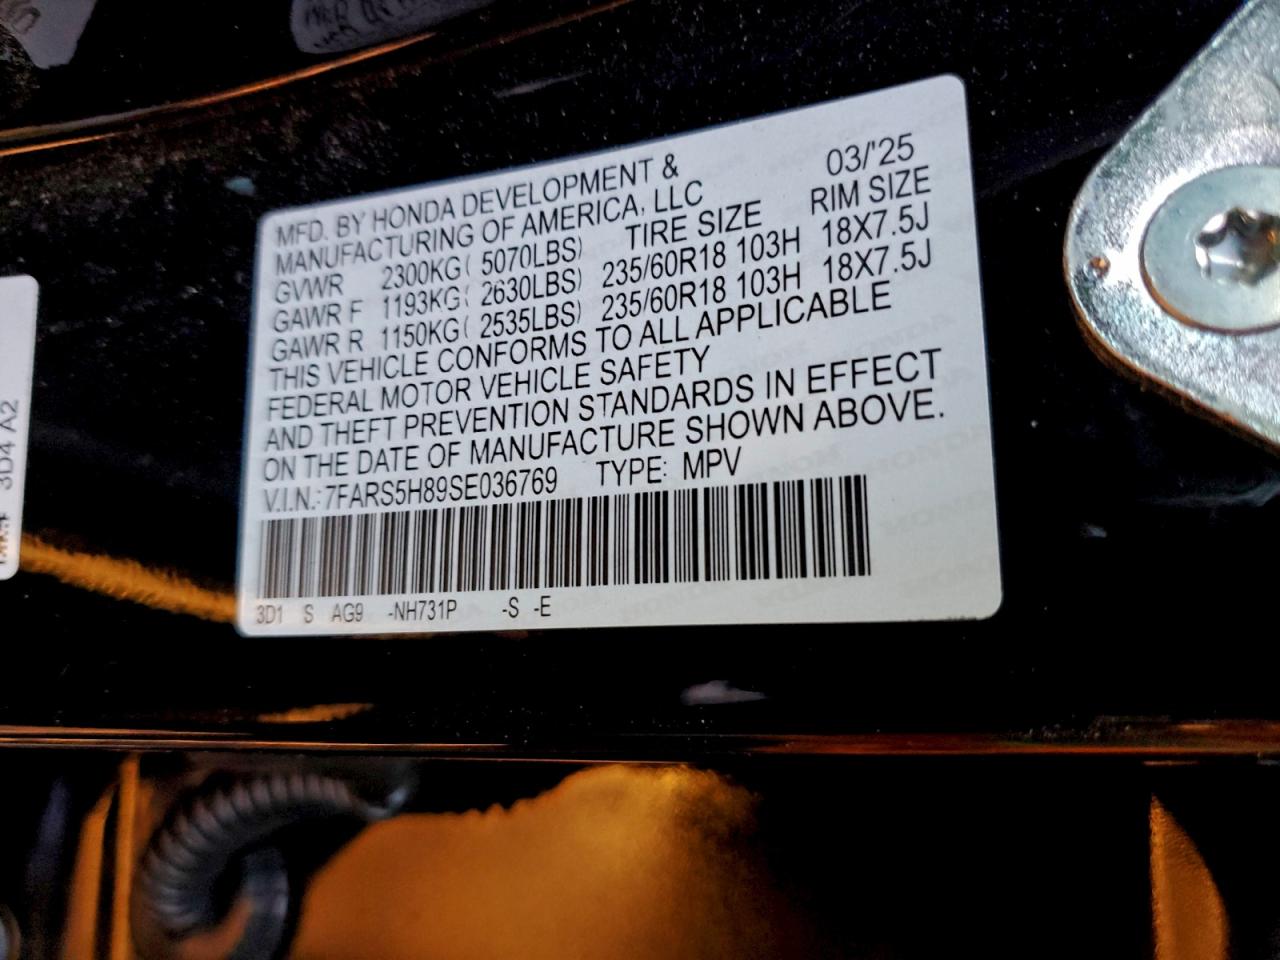 MFD. BY HONDA DEVELOPMENT & 03/'25
MANUFACTURING OF AMERICA, LLC
TIRE SIZE RIM SIZE
GVWR 2300KG( 5070LBS)
GAWR F 1193KG( 2630LBS) 235/60R18 103H 18X7.5J
GAWR R 1150KG( 2535LBS) 235/60R18 103H 18X7.5J
THIS VEHICLE CONFORMS TO ALL APPLICABLE
FEDERAL MOTOR VEHICLE SAFETY
AND THEFT PREVENTION STANDARDS IN EFFECT
ON THE DATE OF MANUFACTURE SHOWN ABOVE.
V.I.N.: 7FARS5H89SE036769 TYPE: MPV
3D1 S AG9 -NH731P -S -E
3D4 A2